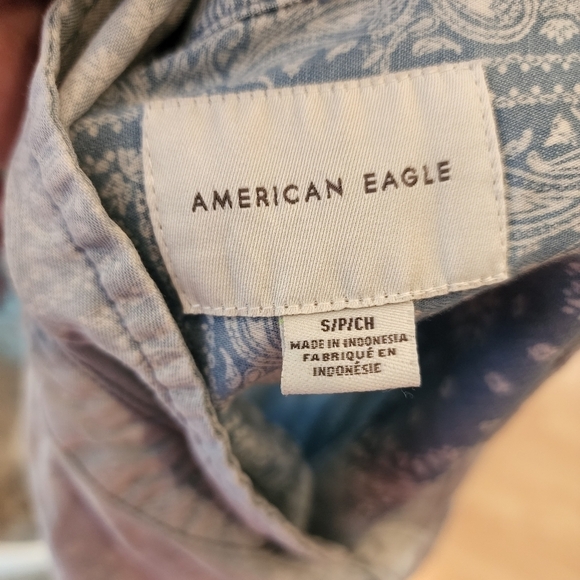 AMERICAN EAGLE
S/P/CH
MADE IN INDONESIA
FABRIQUÉ EN
INDONÉSIE